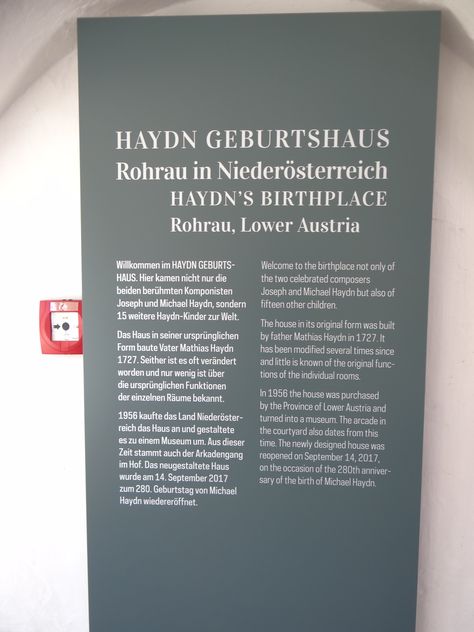 HAYDN GEBURTSHAUS
Rohrau in Niederösterreich
HAYDN'S BIRTHPLACE
Rohrau, Lower Austria
Willkommen im HAYDN GEBURTS-
HAUS. Hier kamen nicht nur die
beiden berühmten Komponisten
Joseph und Michael Haydn, sondern
15 weitere Haydn-Kinder zur Welt.
Das Haus in seiner ursprünglichen
Form baute Vater Mathias Haydn
1727. Seither ist es oft verändert
worden und nur wenig ist über
die ursprünglichen Funktionen
der einzelnen Räume bekannt.
1956 kaufte das Land Niederöster-
reich das Haus an und gestaltete
es zu einem Museum um. Aus dieser
Zeit stammt auch der Arkadengang
im Hof. Das neugestaltete Haus
wurde am 14. September 2017
zum 280. Geburtstag von Michael
Haydn wiedereröffnet.
Welcome to the birthplace not only of
the two celebrated composers
Joseph and Michael Haydn but also of
fifteen other children.
The house in its original form was built
by father Mathias Haydn in 1727. It
has been modified several times since
and little is known of the original func-
tions of the individual rooms.
In 1956 the house was purchased
by the Province of Lower Austria and
turned into a museum. The arcade in
the courtyard also dates from this
time. The newly designed house was
reopened on September 14, 2017,
on the occasion of the 280th anniver-
sary of the birth of Michael Haydn.